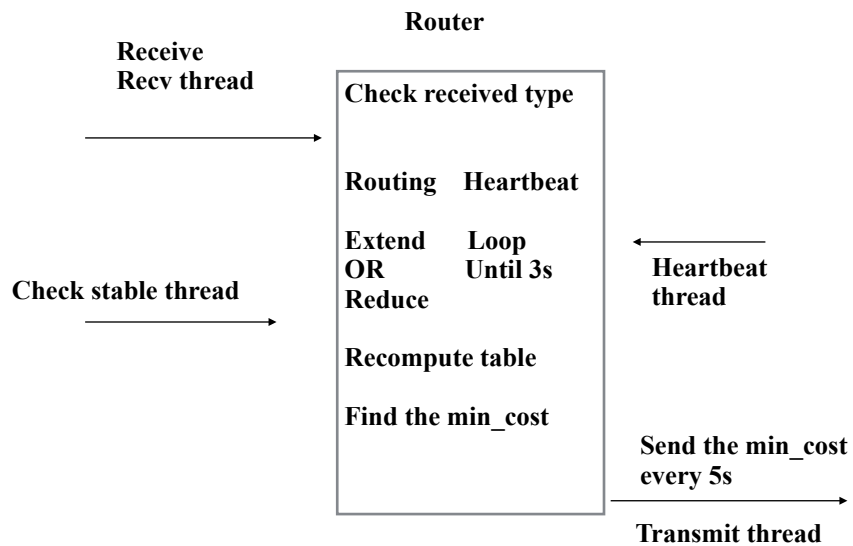 Router
Receive
Recv thread
Check received type
Routing Heartbeat
Extend Loop
OR Until 3s
Reduce
Heartbeat
thread
Check stable thread
Recompute table
Find the min_cost
Send the min_cost
every 5s
Transmit thread